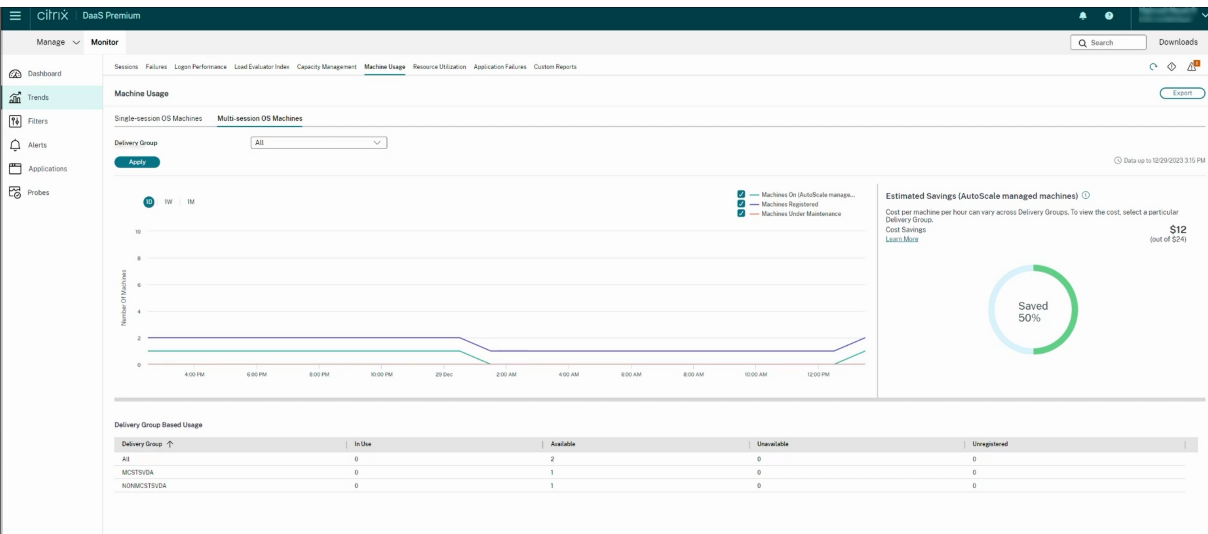 citrix DaaS Premium
Manage Monitor Search Downloads
Dashboard
Trends
Filters
Alerts
Applications
Probes
Sessions Failures Logon Performance Load Evaluator Index Capacity Management Machine Usage Resource Utilization Application Failures Custom Reports
Machine Usage Export
Single-session OS Machines Multi-session OS Machines
Delivery Group All
Apply
Data up to 12/29/2023 3:15 PM
1D 1W 1M
Machines On (AutoScale manage...
Machines Registered
Machines Under Maintenance
Number Of Machines
10
8
6
4
2
0
4:00 PM 6:00 PM 8:00 PM 10:00 PM 29 Dec 2:00 AM 4:00 AM 6:00 AM 8:00 AM 10:00 AM 12:00 PM
Estimated Savings (AutoScale managed machines)
Cost per machine per hour can vary across Delivery Groups. To view the cost, select a particular
Delivery Group.
Cost Savings $12
Learn More (out of $24)
Saved
50%
Delivery Group Based Usage
Delivery Group In Use Available Unavailable Unregistered
All 0 2 0 0
MCSTSVDA 0 1 0 0
NONMCSTSVDA 0 1 0 0